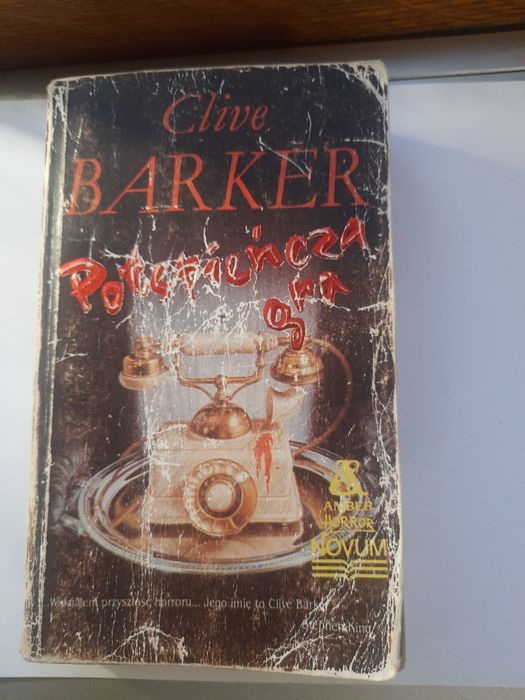 Clive
BARKER
Potępieńcza
gra
AMBER
HORROR
NOVUM
Widziałem przyszłość horroru... Jego imię to Clive Barker
Stephen King